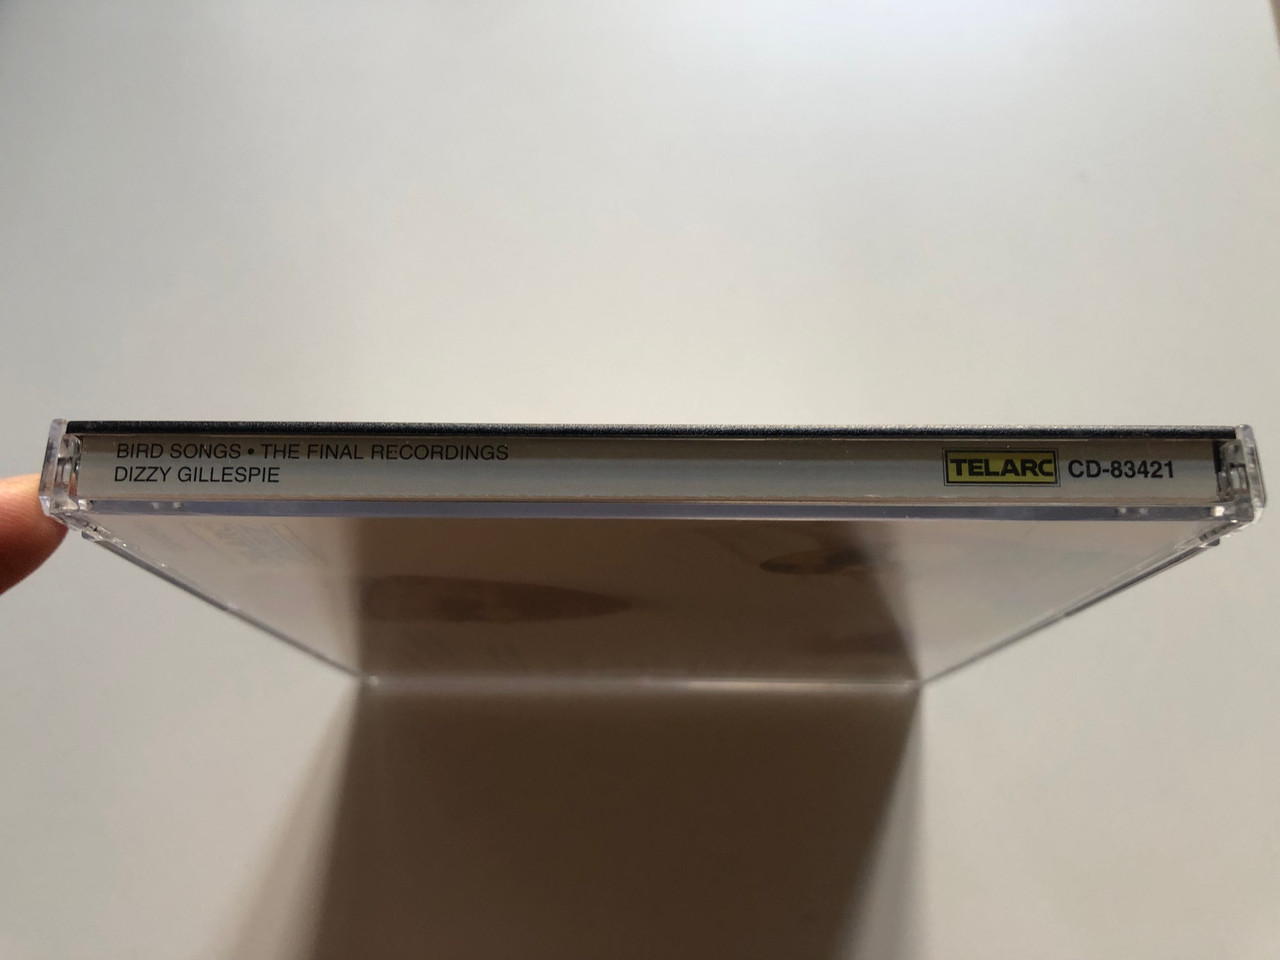 BIRD SONGS • THE FINAL RECORDINGS
DIZZY GILLESPIE
TELARC CD-83421